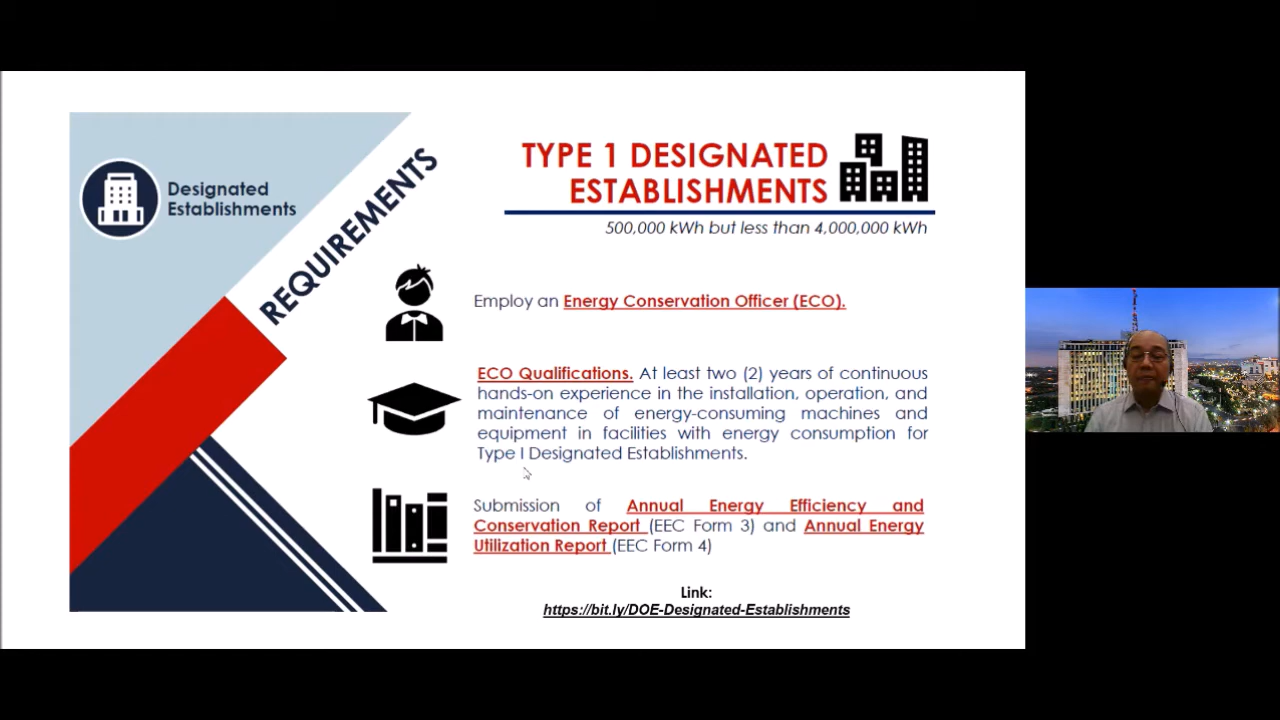 Designated
Establishments
REQUIREMENTS
TYPE 1 DESIGNATED
ESTABLISHMENTS
500,000 kWh but less than 4,000,000 kWh
Employ an Energy Conservation Officer (ECO).
ECO Qualifications. At least two (2) years of continuous
hands-on experience in the installation, operation, and
maintenance of energy-consuming machines and
equipment in facilities with energy consumption for
Type I Designated Establishments.
Submission of Annual Energy Efficiency and
Conservation Report (EEC Form 3) and Annual Energy
Utilization Report (EEC Form 4)
Link:
https://bit.ly/DOE-Designated-Establishments